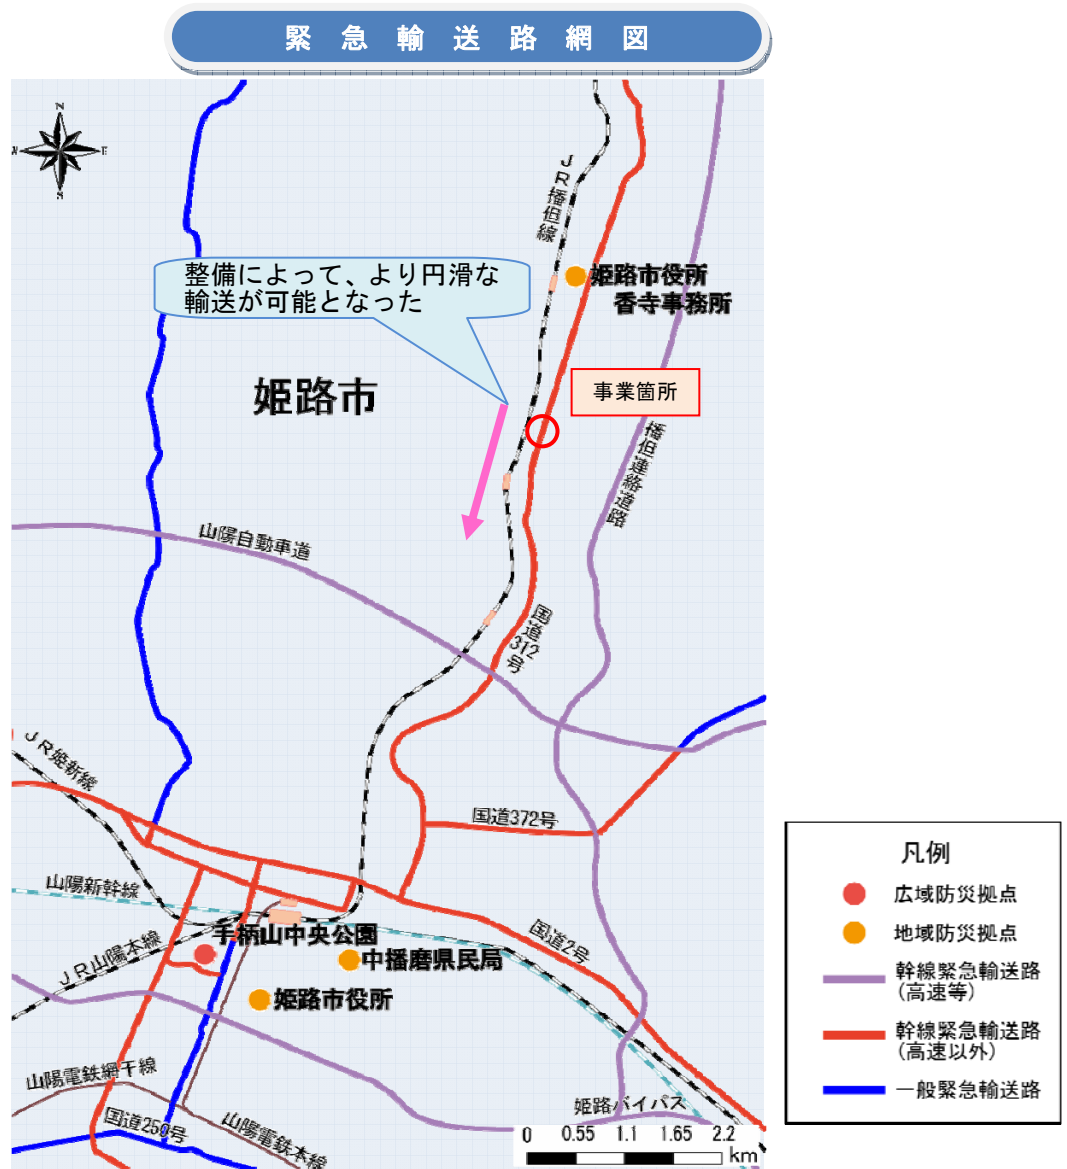 緊急輸送路網図
N
W
E
S
JR播但線
整備によって、より円滑な
輸送が可能となった
姫路市役所
香寺事務所
姫路市
事業箇所
播但連絡道路
山陽自動車道
国道312号
JR姫新線
国道372号
山陽新幹線
手柄山中央公園
国道2号
JR山陽本線
中播磨県民局
姫路市役所
山陽電鉄網干線
国道250号
山陽電鉄本線
姫路バイパス
0 0.55 1.1 1.65 2.2
km
凡例
広域防災拠点
地域防災拠点
幹線緊急輸送路
(高速等)
幹線緊急輸送路
(高速以外)
一般緊急輸送路